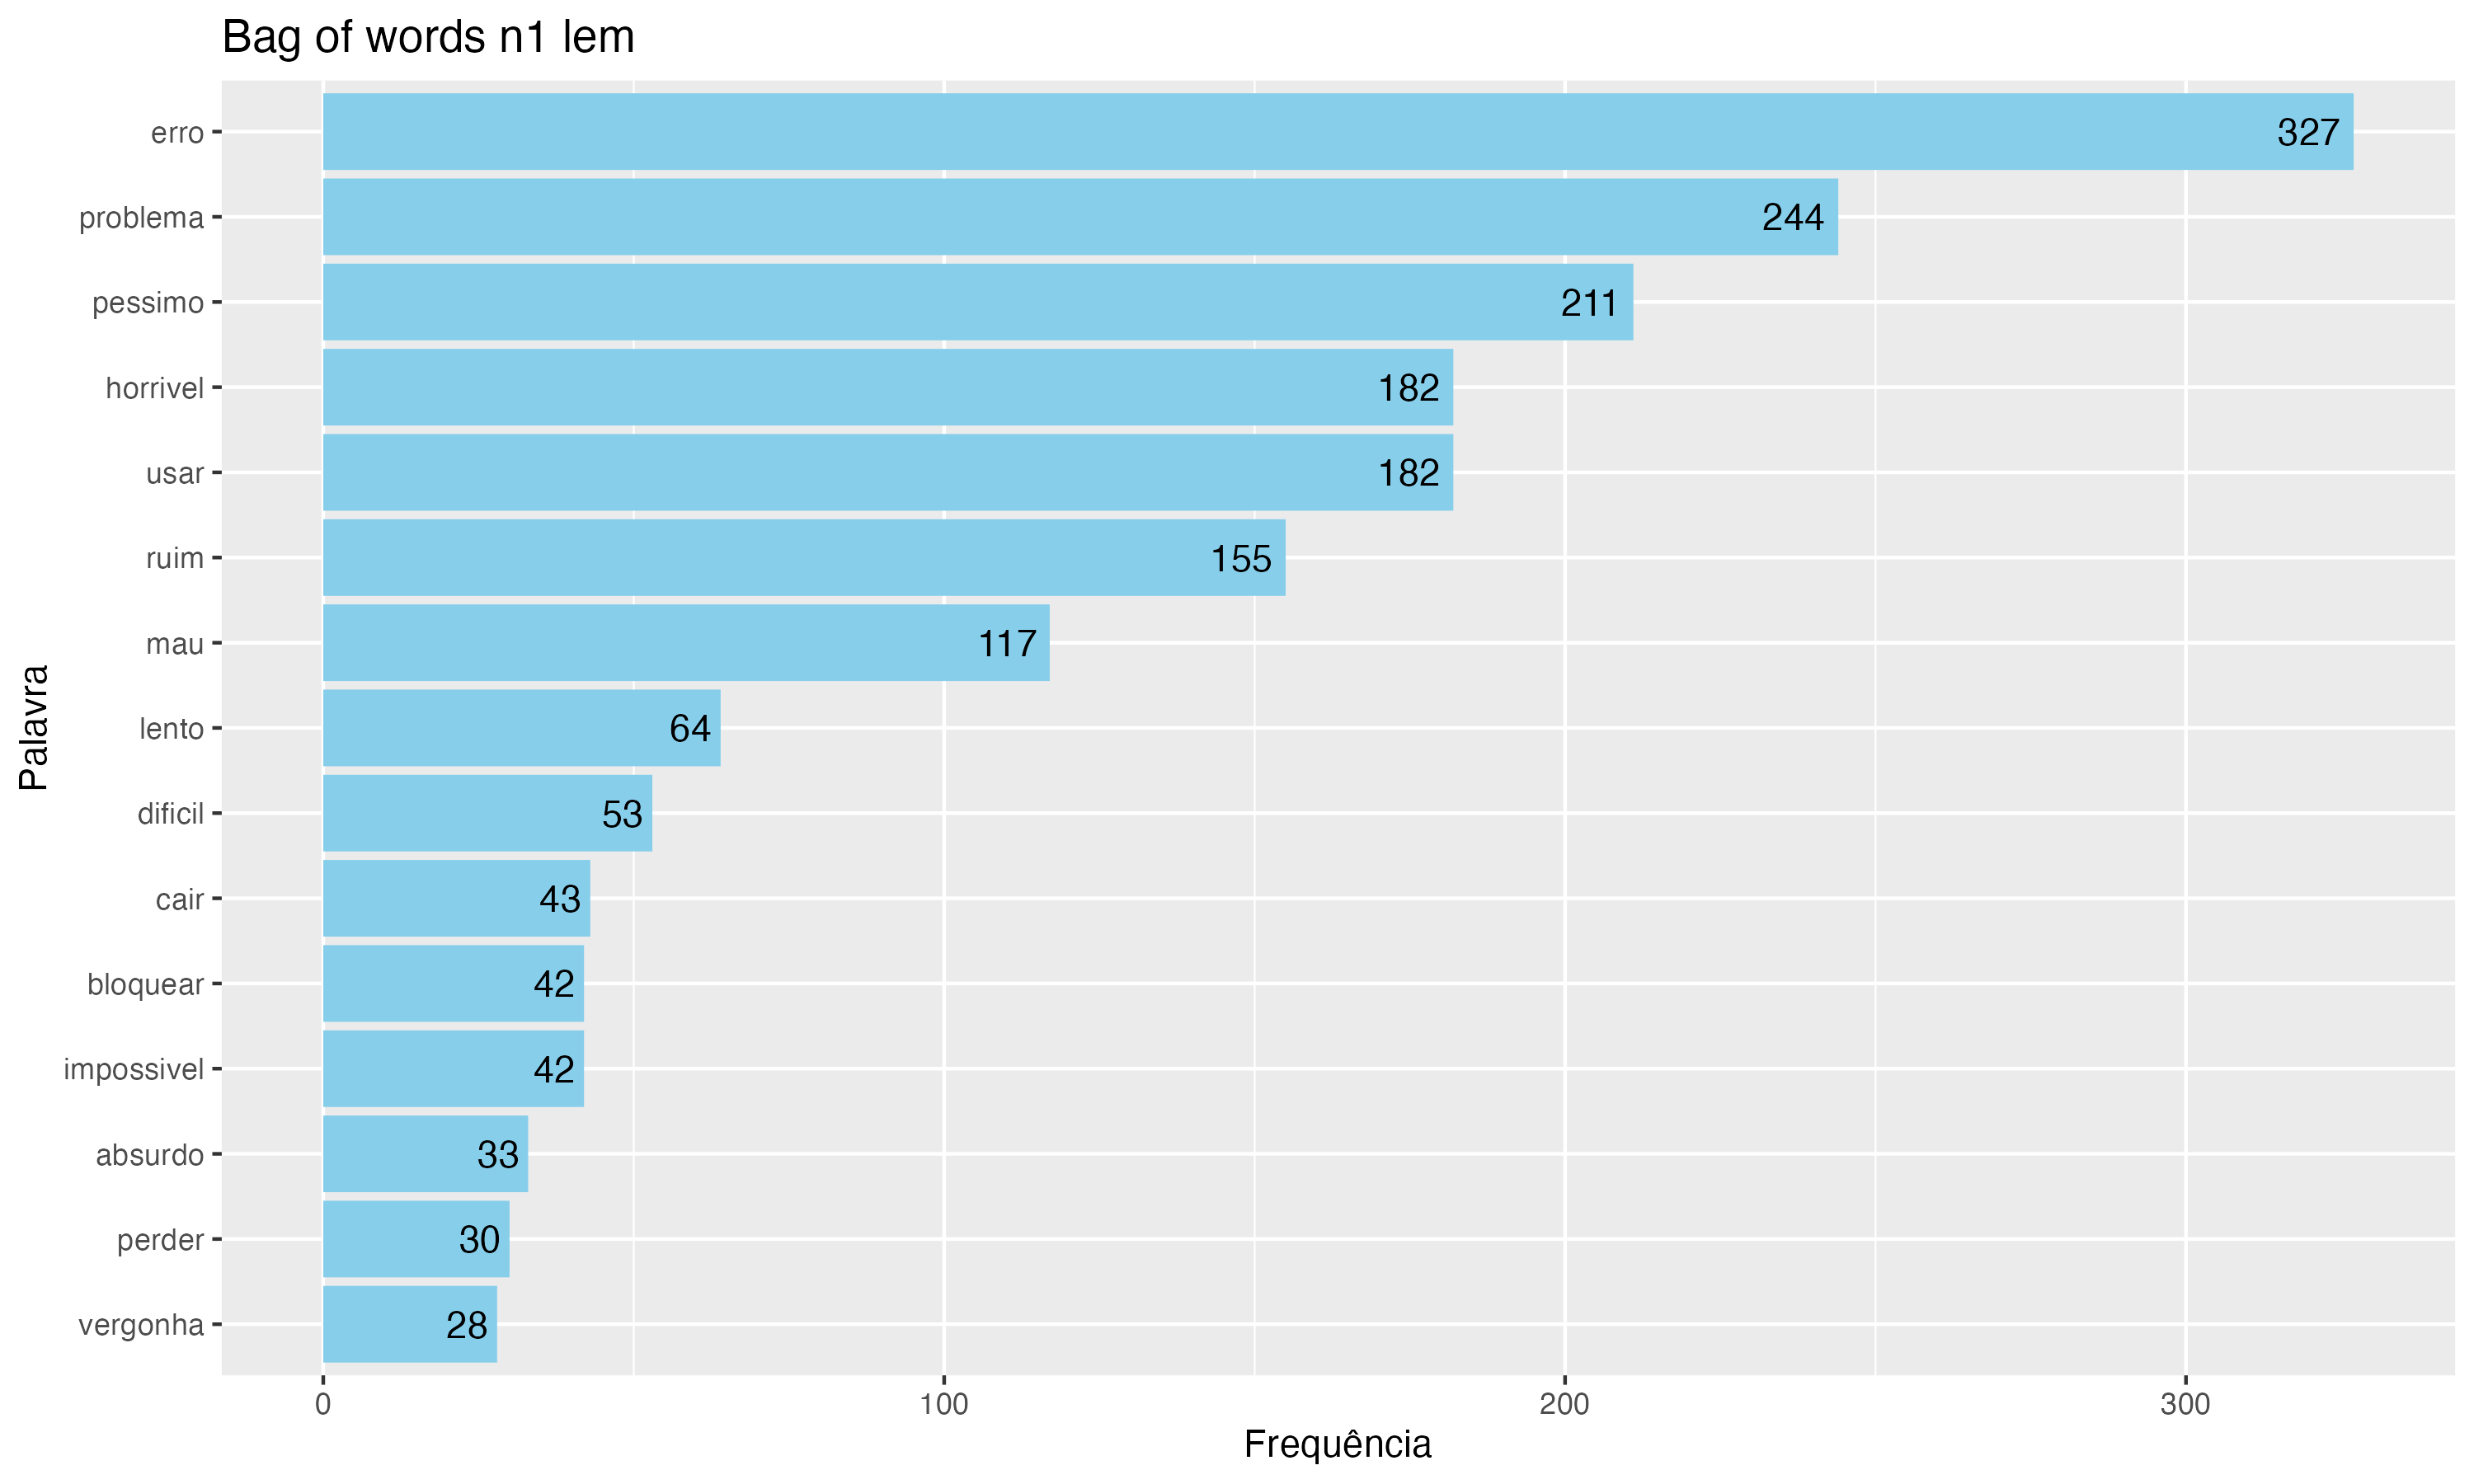 Bag of words n1 lem
Palavra
erro 327
problema 244
pessimo 211
horrivel 182
usar 182
ruim 155
mau 117
lento 64
dificil 53
cair 43
bloquear 42
impossivel 42
absurdo 33
perder 30
vergonha 28
0 100 200 300
Frequência